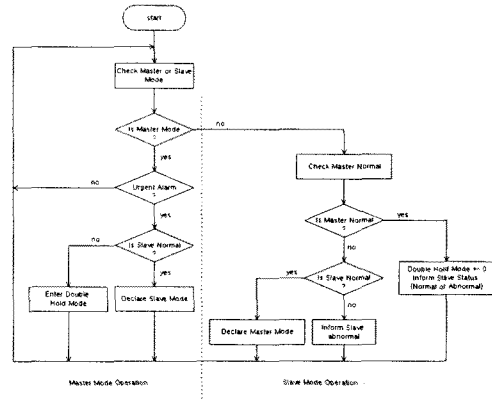 start
Check Master or Slave
Mode
Is Master Mode
?
no
yes
Check Master Normal
no
Urgent Alarm
?
yes
Is Master Normal
?
yes
no
no
Is Slave Normal
?
yes
yes
Is Slave Normal
?
no
Double Hold Mode
Inform Slave Status
(Normal or Abnormal)
Enter Double
Hold Mode
Declare Slave Mode
Declare Master Mode
Inform Slave
abnormal
Master Mode Operation
Slave Mode Operation